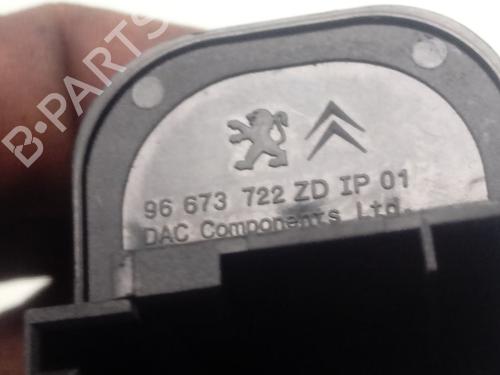 B-PARTS
96 673 722 ZD IP 01
DAC Components Ltd.